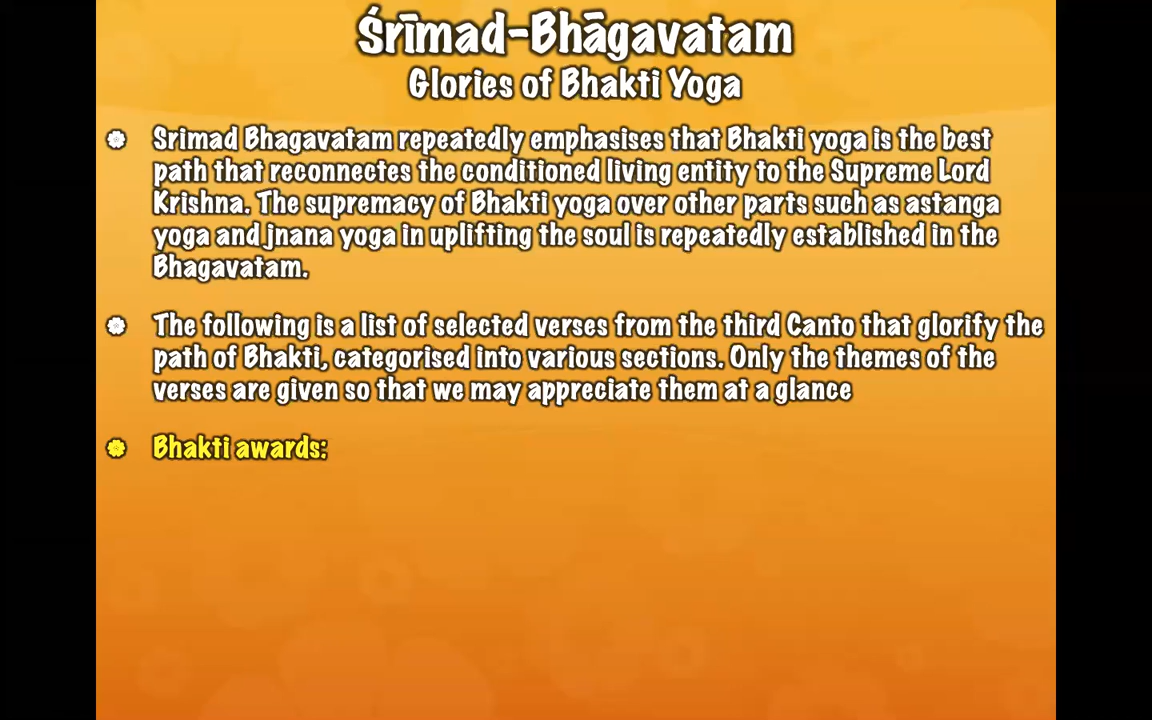 Śrīmad-Bhāgavatam
Glories of Bhakti Yoga
Srimad Bhagavatam repeatedly emphasises that Bhakti yoga is the best
path that reconnectes the conditioned living entity to the Supreme Lord
Krishna. The supremacy of Bhakti yoga over other parts such as astanga
yoga and jnana yoga in uplifting the soul is repeatedly established in the
Bhagavatam.
The following is a list of selected verses from the third Canto that glorify the
path of Bhakti, categorised into various sections. Only the themes of the
verses are given so that we may appreciate them at a glance
Bhakti awards: